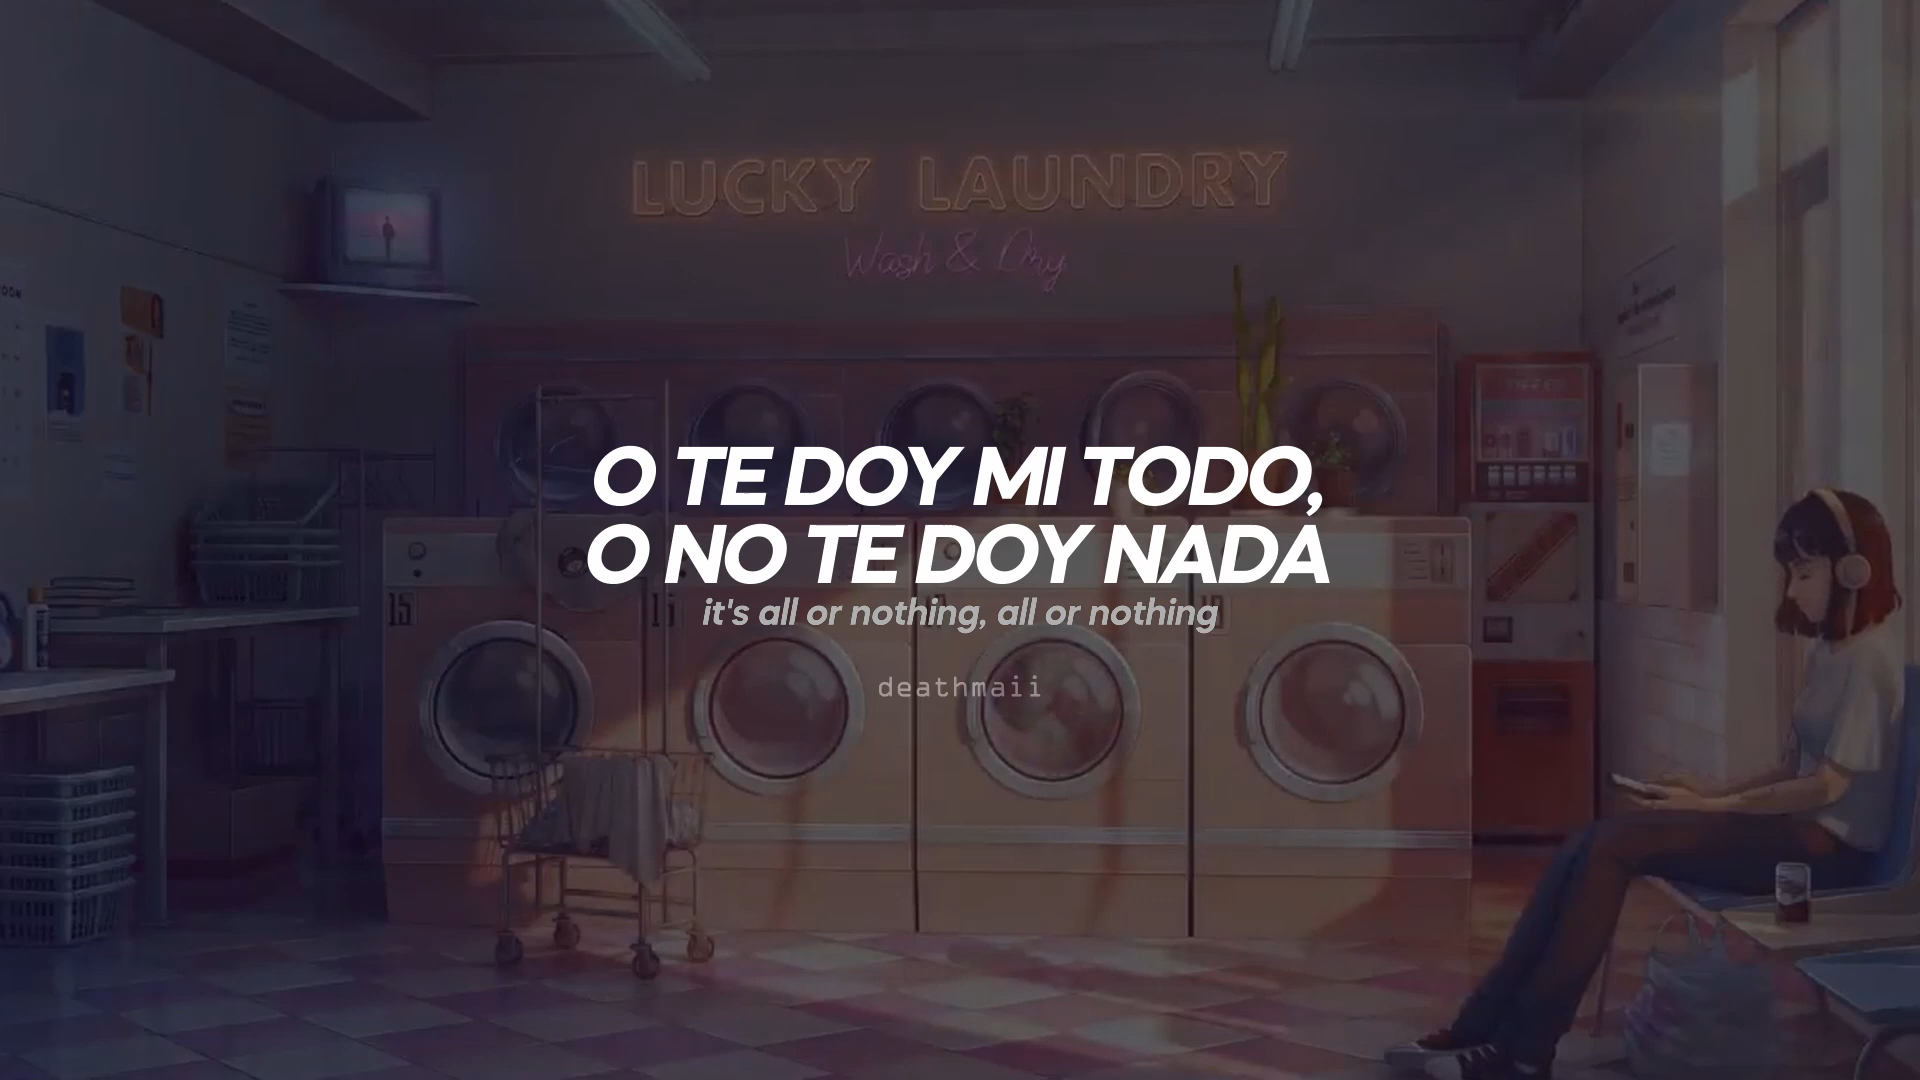 LUCKY LAUNDRY
Wash & Dry
O TE DOY MI TODO,
O NO TE DOY NADA
it's all or nothing, all or nothing
15
deathmaii